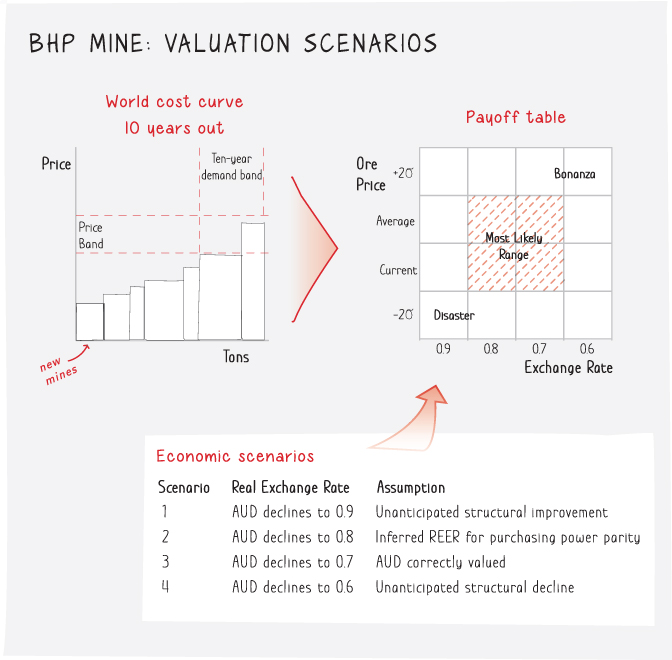 BHP MINE: VALUATION SCENARIOS
World cost curve
10 years out
Price
Ten-year
demand band
Price
Band
new
mines
Tons
Payoff table
Ore
Price
+2σ
Bonanza
Average
Most Likely
Range
Current
-2σ
Disaster
0.9 0.8 0.7 0.6
Exchange Rate
Economic scenarios
Scenario Real Exchange Rate Assumption
1 AUD declines to 0.9 Unanticipated structural improvement
2 AUD declines to 0.8 Inferred REER for purchasing power parity
3 AUD declines to 0.7 AUD correctly valued
4 AUD declines to 0.6 Unanticipated structural decline